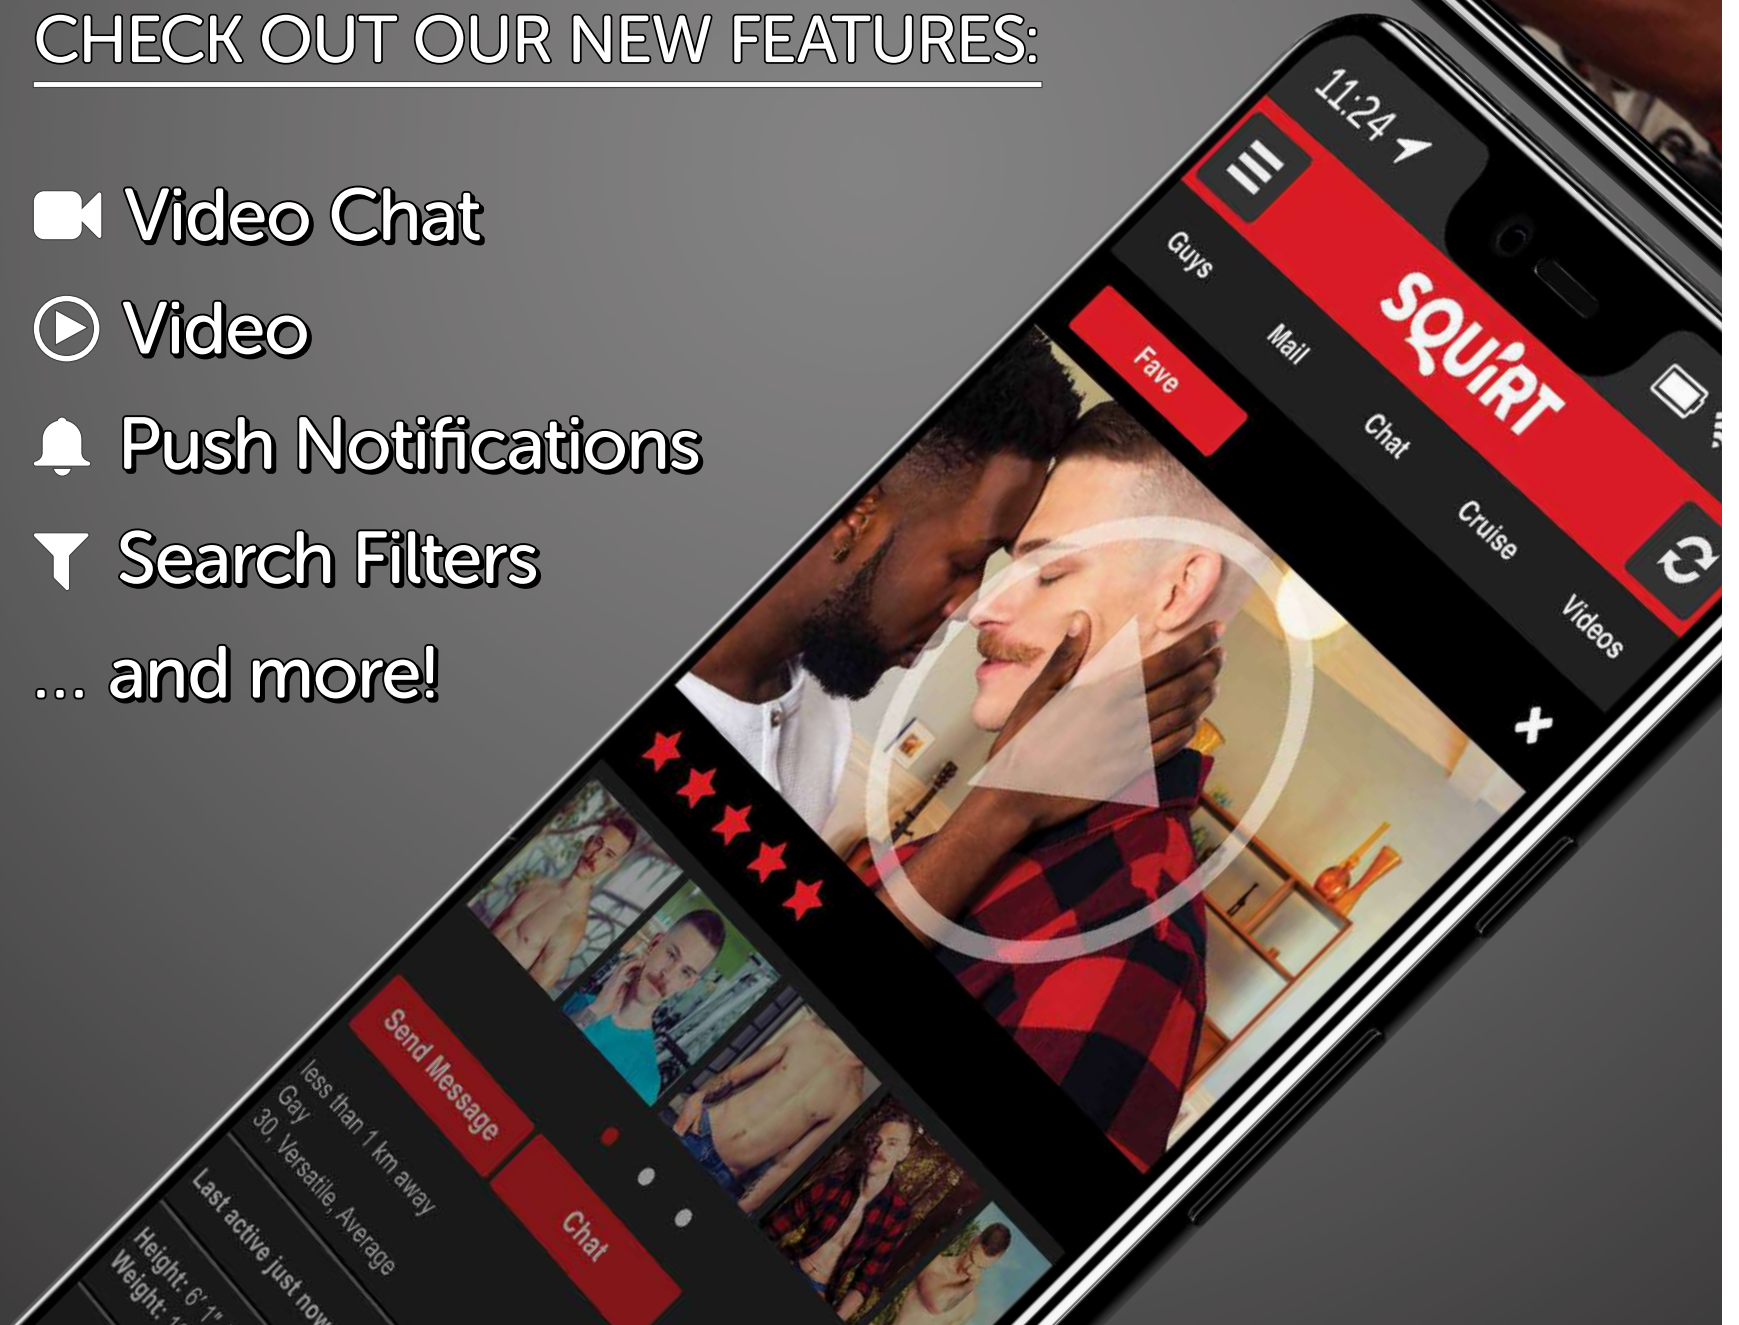 CHECK OUT OUR NEW FEATURES:
Video Chat
Video
Push Notifications
Search Filters
... and more!
11:24
SQUIRT
Guys
Mail
Chat
Cruise
Videos
Fave
Send Message
Chat
less than 1 km away
Gay
30, Versatile, Average
Last active just now
Height: 6' 1"
Weight: